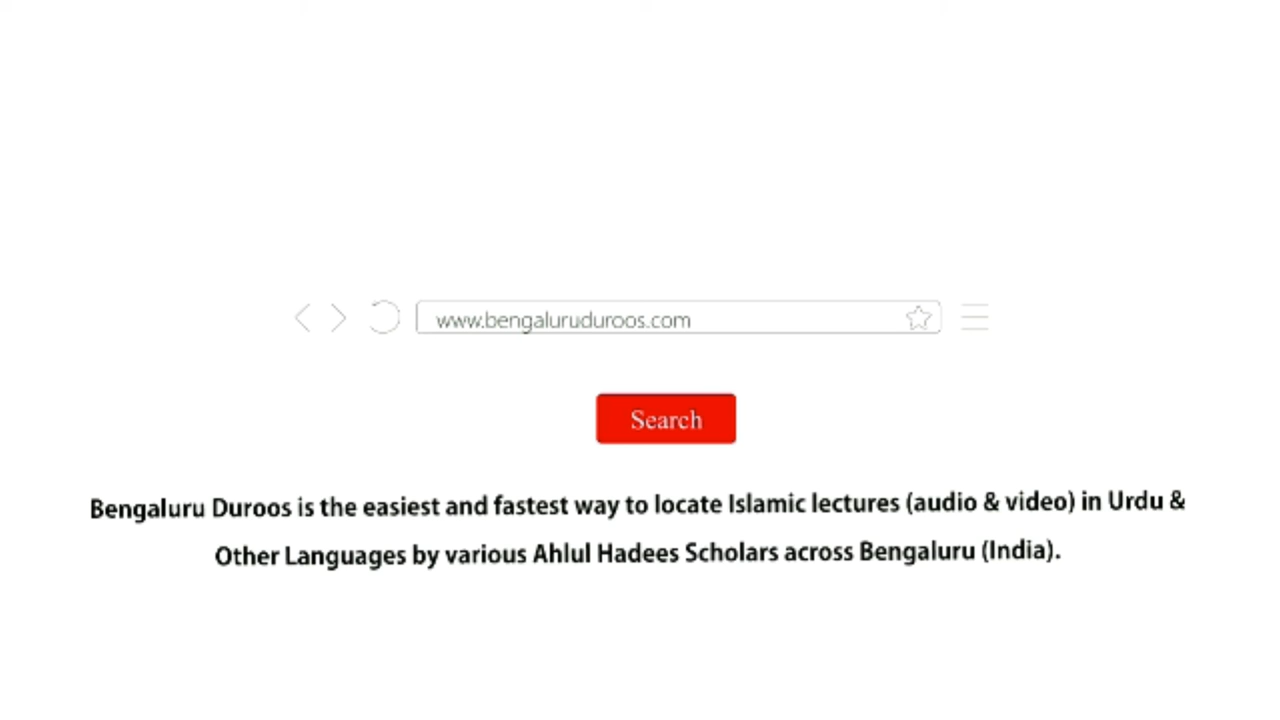 www.bengaluruduroos.com
Search
Bengaluru Duroos is the easiest and fastest way to locate Islamic lectures (audio & video) in Urdu &
Other Languages by various Ahlul Hadees Scholars across Bengaluru (India).